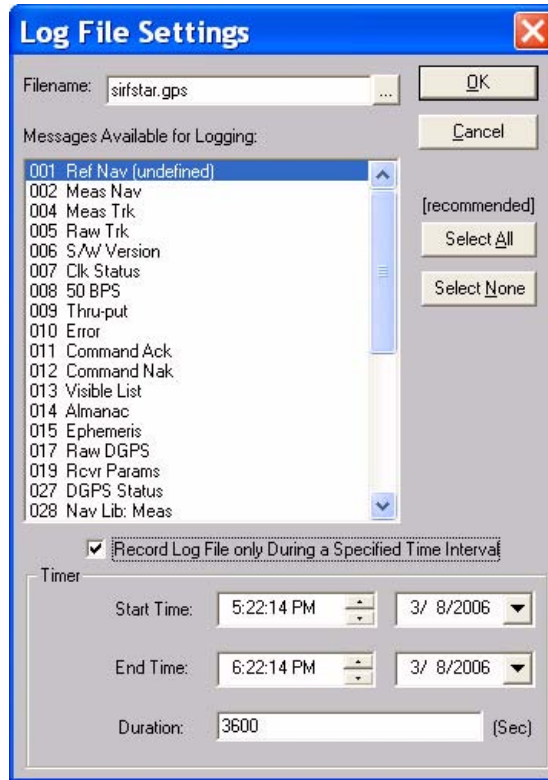 Log File Settings
Filename: sirfstar.gps ...
OK
Messages Available for Logging:
Cancel
001 Ref Nav (undefined)
002 Meas Nav
004 Meas Trk
005 Raw Trk
006 S/W Version
007 Clk Status
008 50 BPS
009 Thru-put
010 Error
011 Command Ack
012 Command Nak
013 Visible List
014 Almanac
015 Ephemeris
017 Raw DGPS
019 Rcvr Params
027 DGPS Status
028 Nav Lib: Meas
[recommended]
Select All
Select None
Record Log File only During a Specified Time Interval
Timer
Start Time: 5:22:14 PM 3/ 8/2006
End Time: 6:22:14 PM 3/ 8/2006
Duration: 3600 (Sec)